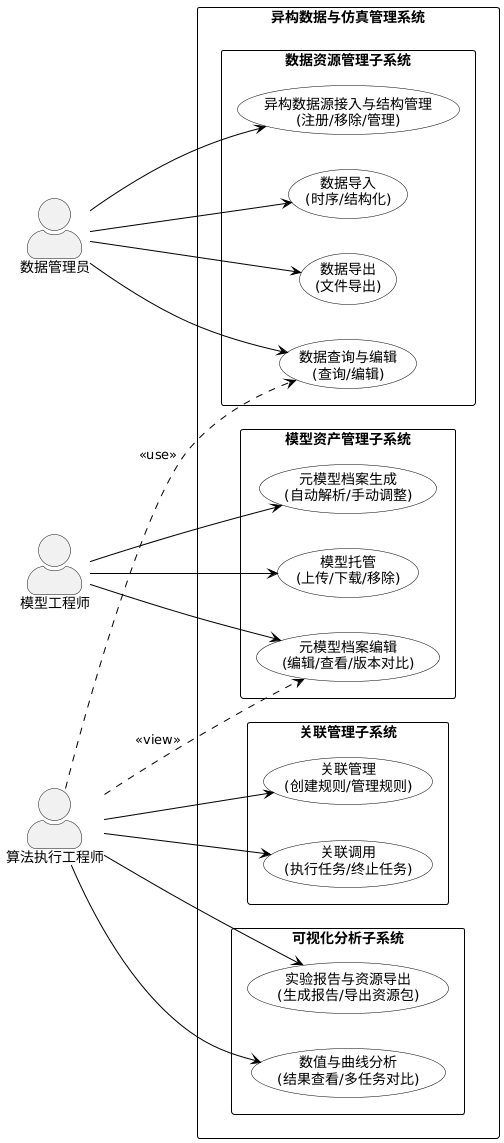 异构数据与仿真管理系统
数据资源管理子系统
异构数据源接入与结构管理
(注册/移除/管理)
数据导入
(时序/结构化)
数据导出
(文件导出)
数据查询与编辑
(查询/编辑)
数据管理员
«use»
模型资产管理子系统
元模型档案生成
(自动解析/手动调整)
模型托管
(上传/下载/移除)
元模型档案编辑
(编辑/查看/版本对比)
模型工程师
«view»
关联管理子系统
关联管理
(创建规则/管理规则)
关联调用
(执行任务/终止任务)
算法执行工程师
可视化分析子系统
实验报告与资源导出
(生成报告/导出资源包)
数值与曲线分析
(结果查看/多任务对比)